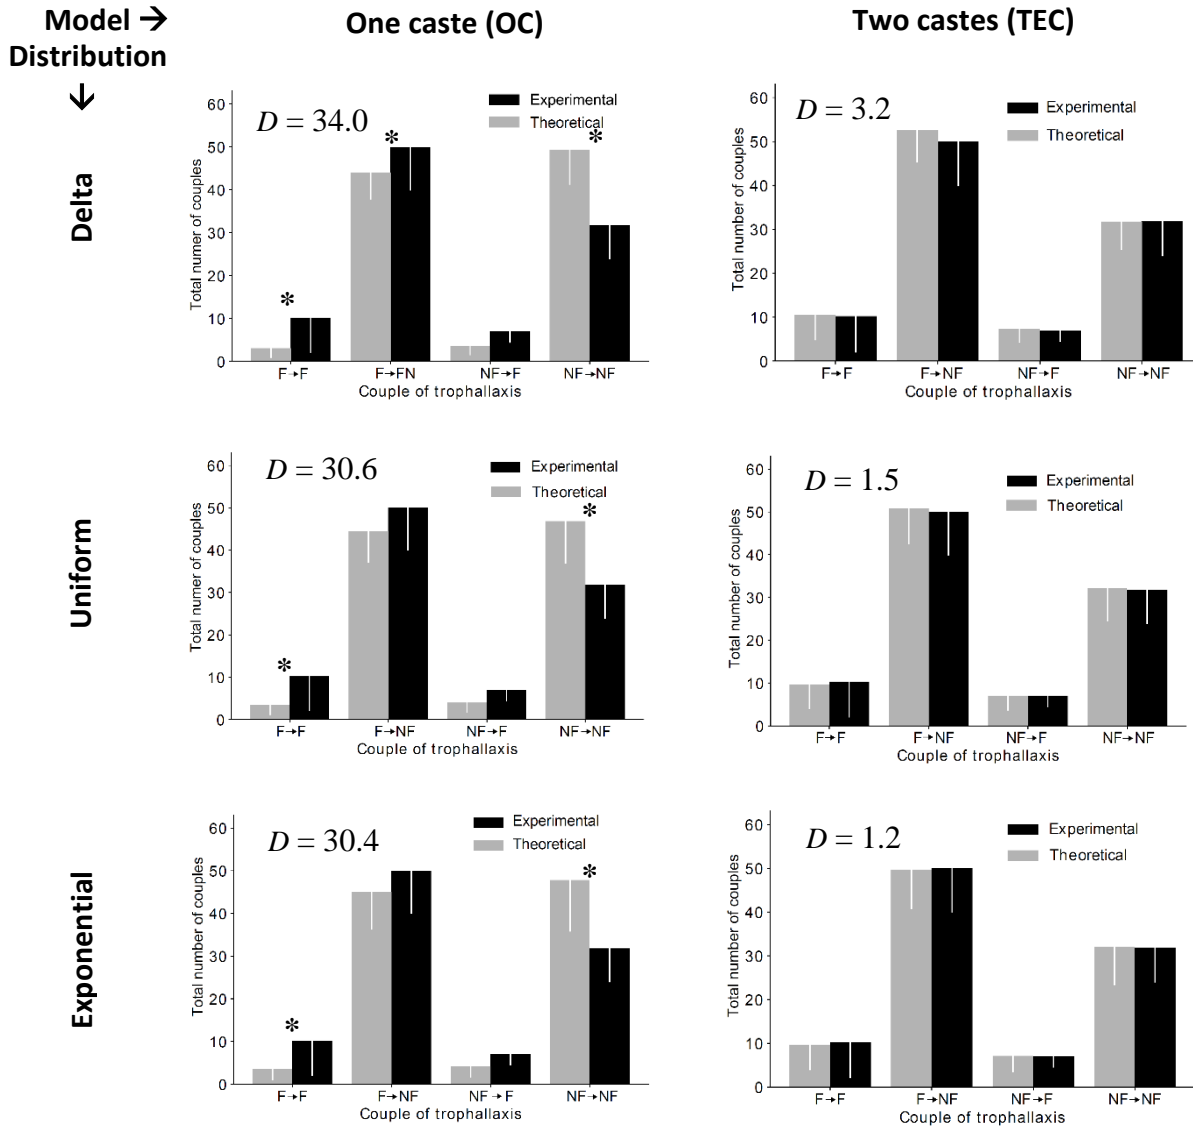 Model →
Distribution
↓
One caste (OC)
Two castes (TEC)
Delta
D = 34.0
Experimental
Theoretical
*
*
*
Total numer of couples
60
50
40
30
20
10
0
F→F
F→FN
NF→F
NF→NF
Couple of trophallaxis
D = 3.2
Experimental
Theoretical
Total number of couples
60
50
40
30
20
10
0
F→F
F→NF
NF→F
NF→NF
Couple of trophallaxis
Uniform
D = 30.6
Experimental
Theoretical
*
*
Total numer of couples
60
50
40
30
20
10
0
F→F
F→NF
NF→F
NF→NF
Couple of trophallaxis
D = 1.5
Experimental
Theoretical
Total number of couples
60
50
40
30
20
10
0
F→F
F→NF
NF→F
NF→NF
Couple of trophallaxis
Exponential
D = 30.4
Experimental
Theoretical
*
*
Total number of couples
60
50
40
30
20
10
0
F→F
F→NF
NF→F
NF→NF
Couple of trophallaxis
D = 1.2
Experimental
Theoretical
Total number of couples
60
50
40
30
20
10
0
F→F
F→NF
NF→F
NF→NF
Couple of trophallaxis